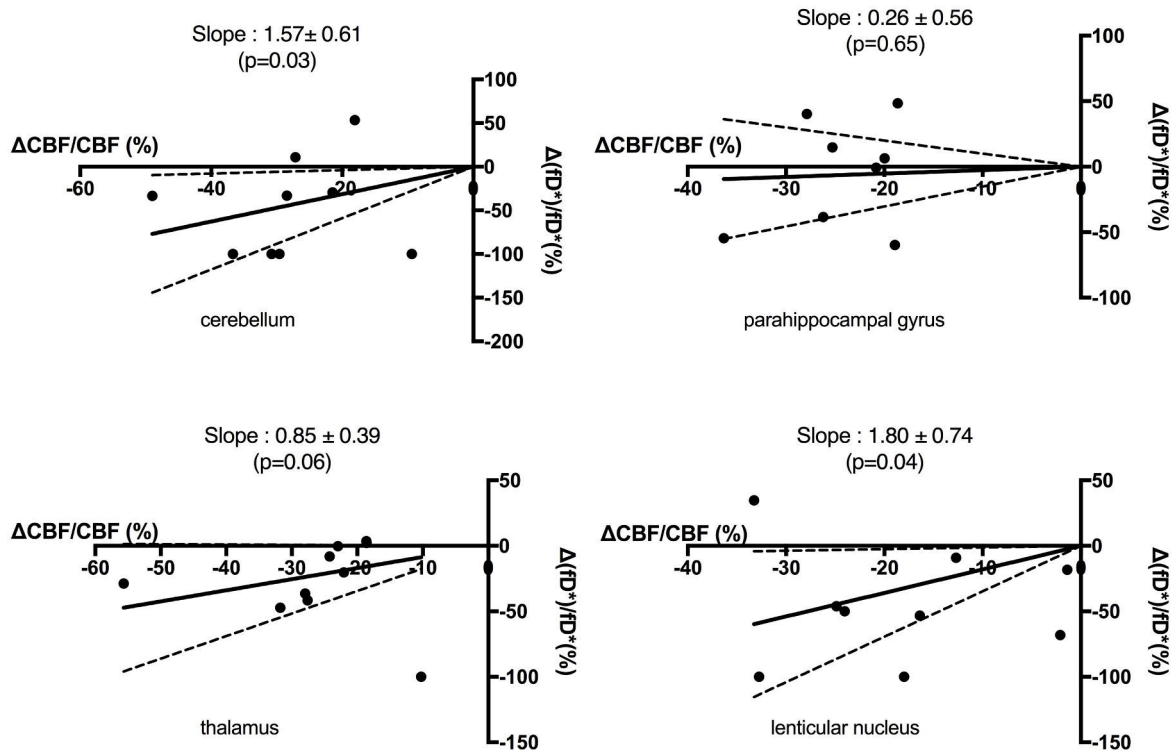 Slope : 1.57± 0.61
(p=0.03)
100
50
ΔCBF/CBF (%)
0
-60
-40
-20
0
-50
-100
-150
-200
Δ(fD*)/fD*(%)
cerebellum
Slope : 0.26 ± 0.56
(p=0.65)
100
50
ΔCBF/CBF (%)
0
-40
-30
-20
-10
0
-50
-100
Δ(fD*)/fD*(%)
parahippocampal gyrus
Slope : 0.85 ± 0.39
(p=0.06)
50
ΔCBF/CBF (%)
0
-60
-50
-40
-30
-20
-10
0
-50
-100
-150
Δ(fD*)/fD*(%)
thalamus
Slope : 1.80 ± 0.74
(p=0.04)
50
ΔCBF/CBF (%)
0
-40
-30
-20
-10
0
-50
-100
-150
Δ(fD*)/fD*(%)
lenticular nucleus